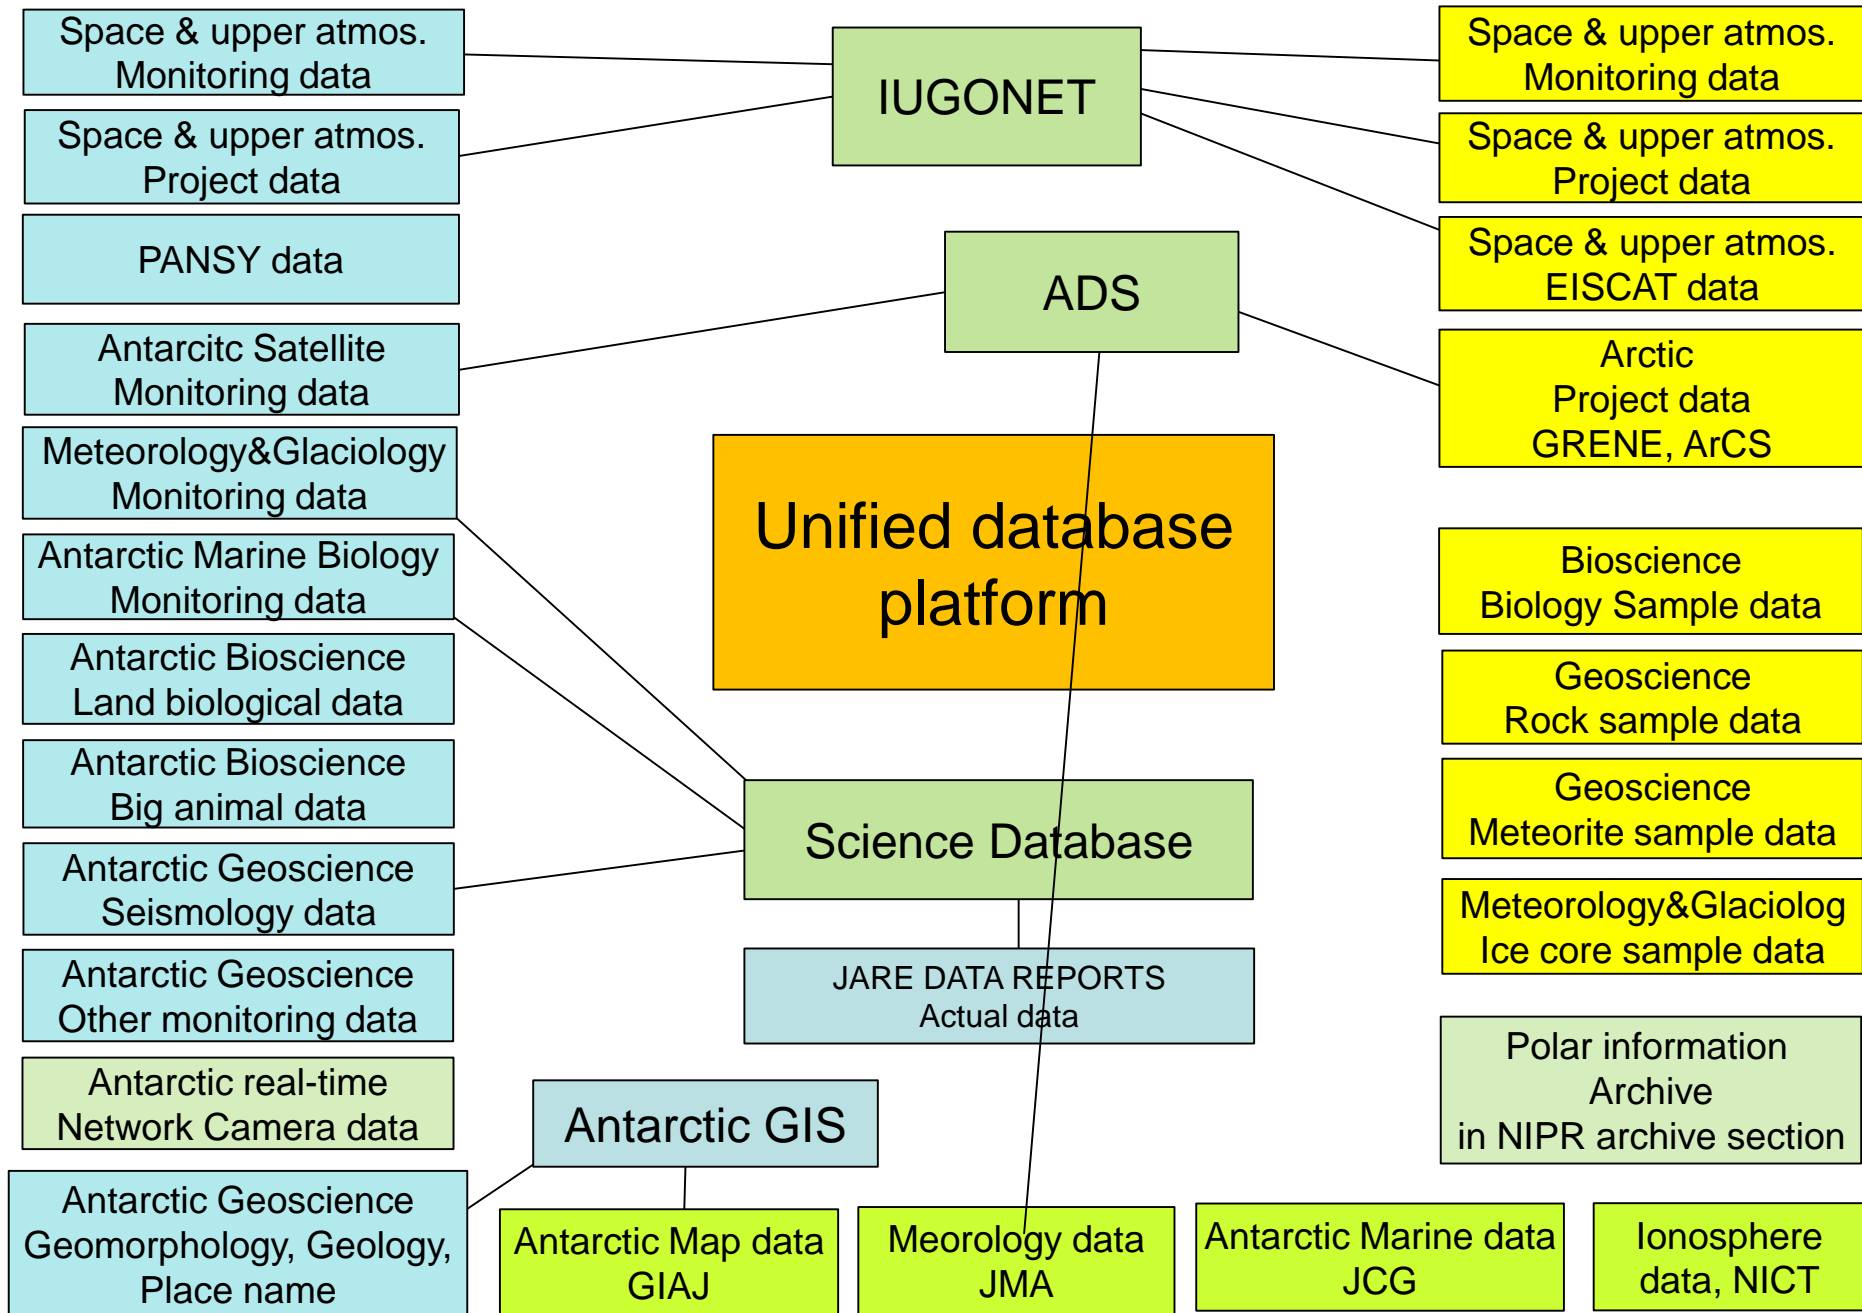 Space & upper atmos.
Monitoring data
Space & upper atmos.
Project data
PANSY data
Antarcitc Satellite
Monitoring data
Meteorology&Glaciology
Monitoring data
Antarctic Marine Biology
Monitoring data
Antarctic Bioscience
Land biological data
Antarctic Bioscience
Big animal data
Antarctic Geoscience
Seismology data
Antarctic Geoscience
Other monitoring data
Antarctic real-time
Network Camera data
Antarctic Geoscience
Geomorphology, Geology,
Place name
IUGONET
ADS
Unified database
platform
Science Database
JARE DATA REPORTS
Actual data
Antarctic GIS
Antarctic Map data
GIAJ
Meorology data
JMA
Antarctic Marine data
JCG
Ionosphere
data, NICT
Space & upper atmos.
Monitoring data
Space & upper atmos.
Project data
Space & upper atmos.
EISCAT data
Arctic
Project data
GRENE, ArCS
Bioscience
Biology Sample data
Geoscience
Rock sample data
Geoscience
Meteorite sample data
Meteorology&Glaciolog
Ice core sample data
Polar information
Archive
in NIPR archive section